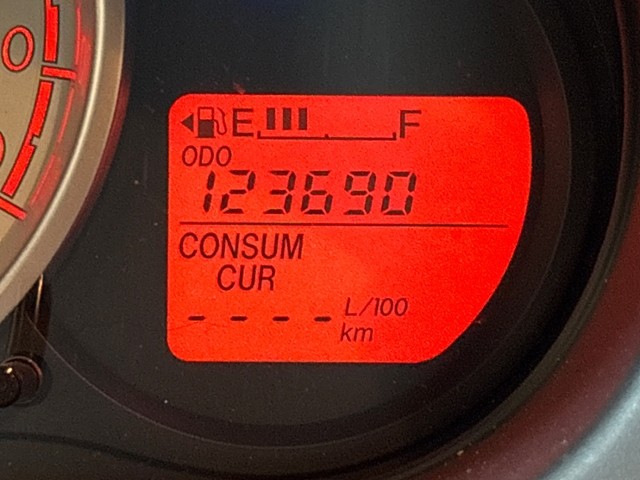 E F
ODO
123690
CONSUM
CUR
- - - - L/100
km